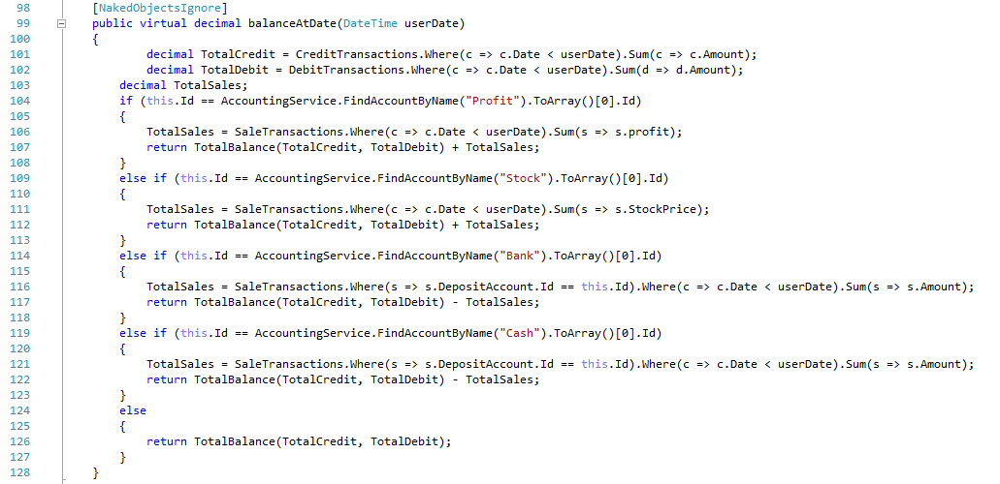 98 [NakedObjectsIgnore]
99 public virtual decimal balanceAtDate(DateTime userDate)
100 {
101 decimal TotalCredit = CreditTransactions.Where(c => c.Date < userDate).Sum(c => c.Amount);
102 decimal TotalDebit = DebitTransactions.Where(c => c.Date < userDate).Sum(d => d.Amount);
103 decimal TotalSales;
104 if (this.Id == AccountingService.FindAccountByName("Profit").ToArray()[0].Id)
105 {
106 TotalSales = SaleTransactions.Where(c => c.Date < userDate).Sum(s => s.profit);
107 return TotalBalance(TotalCredit, TotalDebit) + TotalSales;
108 }
109 else if (this.Id == AccountingService.FindAccountByName("Stock").ToArray()[0].Id)
110 {
111 TotalSales = SaleTransactions.Where(c => c.Date < userDate).Sum(s => s.StockPrice);
112 return TotalBalance(TotalCredit, TotalDebit) + TotalSales;
113 }
114 else if (this.Id == AccountingService.FindAccountByName("Bank").ToArray()[0].Id)
115 {
116 TotalSales = SaleTransactions.Where(s => s.DepositAccount.Id == this.Id).Where(c => c.Date < userDate).Sum(s => s.Amount);
117 return TotalBalance(TotalCredit, TotalDebit) - TotalSales;
118 }
119 else if (this.Id == AccountingService.FindAccountByName("Cash").ToArray()[0].Id)
120 {
121 TotalSales = SaleTransactions.Where(s => s.DepositAccount.Id == this.Id).Where(c => c.Date < userDate).Sum(s => s.Amount);
122 return TotalBalance(TotalCredit, TotalDebit) - TotalSales;
123 }
124 else
125 {
126 return TotalBalance(TotalCredit, TotalDebit);
127 }
128 }